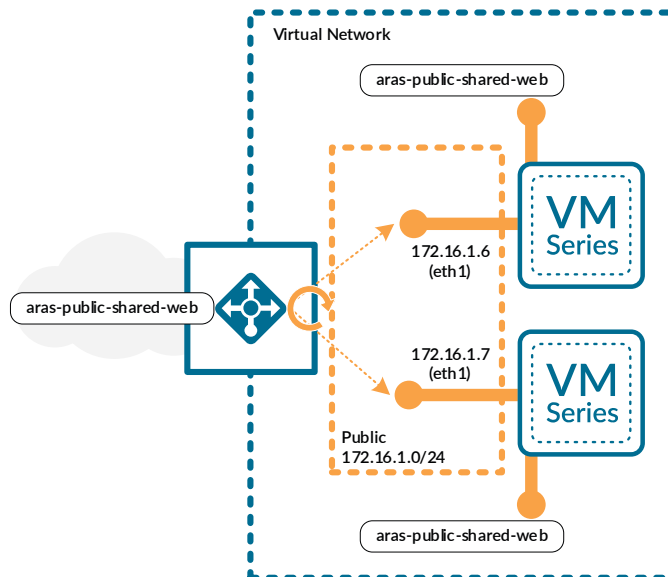 Virtual Network
aras-public-shared-web
VM
Series
172.16.1.6
(eth1)
aras-public-shared-web
172.16.1.7
(eth1)
VM
Series
Public
172.16.1.0/24
aras-public-shared-web